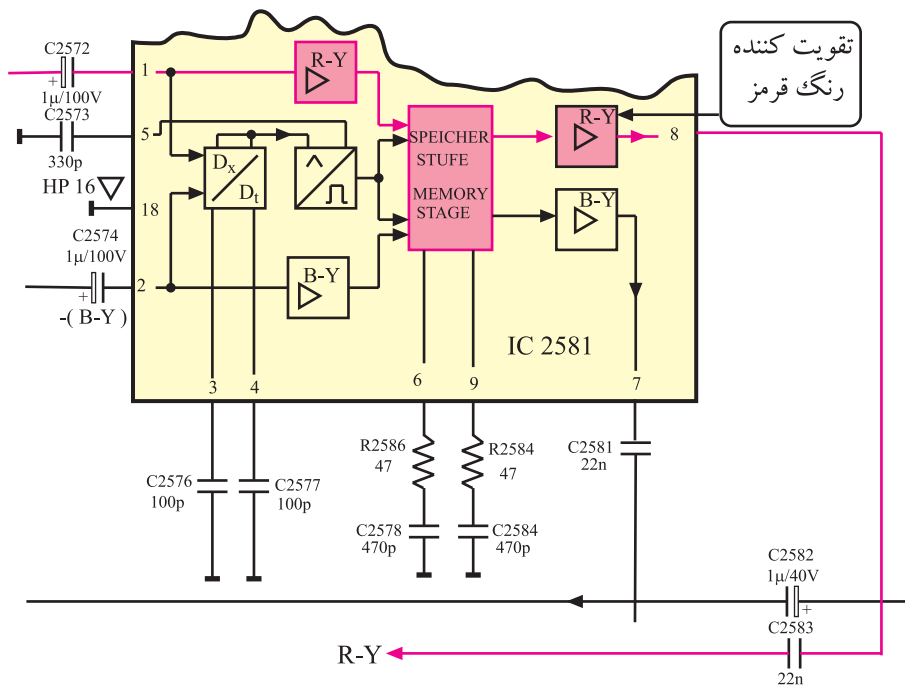 C2572
+
1µ/100V
C2573
330p
HP 16
C2574
1µ/100V
+
-( B-Y )
1
5
18
2
R-Y
Dx
Dt
B-Y
SPEICHER
STUFE
MEMORY
STAGE
R-Y
8
B-Y
تقویت کننده
رنگ قرمز
IC 2581
3
4
6
9
7
C2576
100p
C2577
100p
R2586
47
C2578
470p
R2584
47
C2584
470p
C2581
22n
C2582
1µ/40V
+
C2583
22n
R-Y